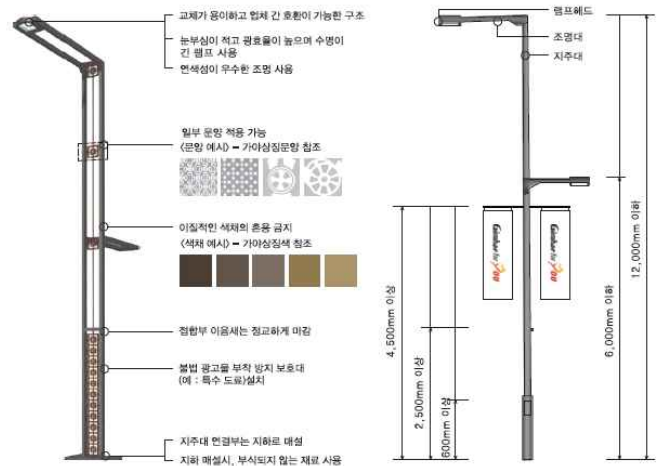 교체가 용이하고 업체 간 호환이 가능한 구조
눈부심이 적고 광효율이 높으며 수명이
긴 램프 사용
연색성이 우수한 조명 사용
일부 문양 적용 가능
<문양 예시> – 가야상징문양 참조
이질적인 색채의 혼용 금지
<색채 예시> – 가야상징색 참조
접합부 이음새는 정교하게 마감
불법 광고물 부착 방지 보호대
(예 : 특수 도료)설치
지주대 연결부는 지하로 매설
지하 매설시, 부식되지 않는 재료 사용
램프헤드
조명대
지주대
Gimhae for you
Gimhae for you
4,500mm 이상
2,500mm 이상
600mm 이상
6,000mm 이하
12,000mm 이하